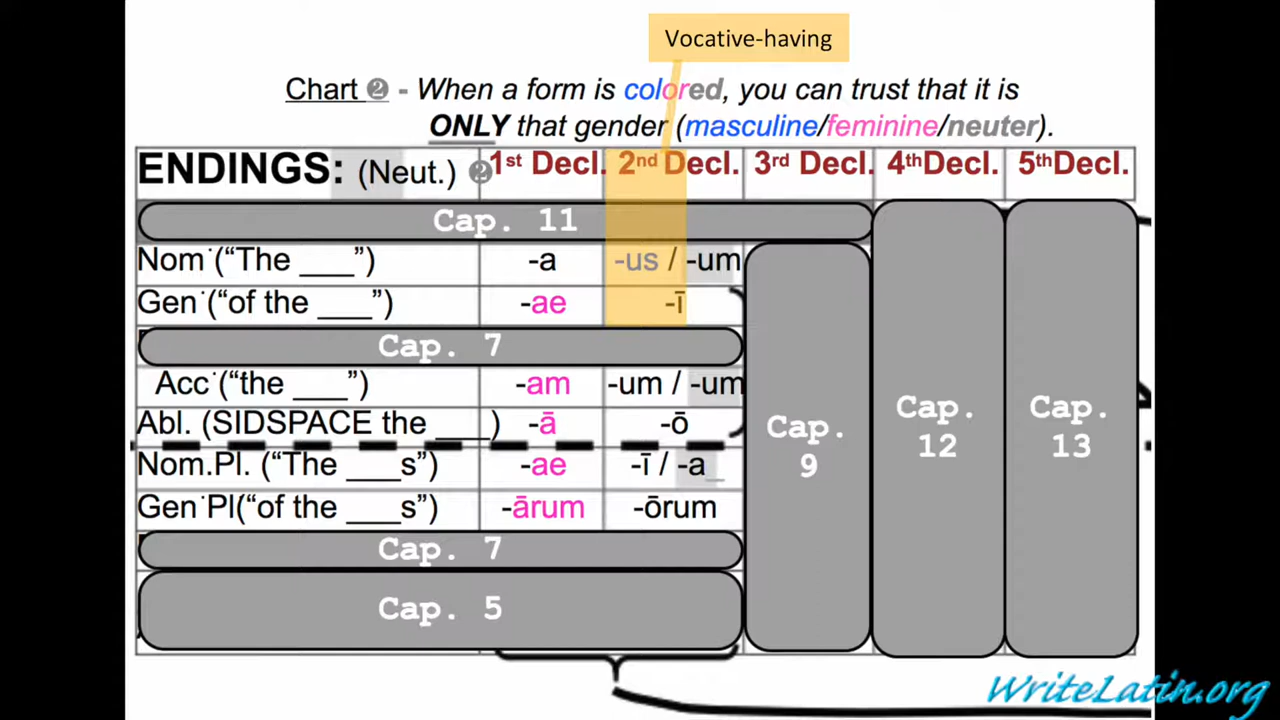 Vocative-having
Chart ❷ - When a form is colored, you can trust that it is
ONLY that gender (masculine/feminine/neuter).
ENDINGS: (Neut.) ❷ 1st Decl. 2nd Decl. 3rd Decl. 4thDecl. 5thDecl.
Cap. 11
Nom˙(“The ___”) -a -us / -um
Gen˙(“of the ___”) -ae -ī
Cap. 7
Acc˙(“the ___”) -am -um / -um
Abl. (SIDSPACE the ___) -ā -ō
Nom.Pl. (“The ___s”) -ae -ī / -a_
Gen˙Pl(“of the ___s”) -ārum -ōrum
Cap. 7
Cap. 5
Cap.
9
Cap.
12
Cap.
13
WriteLatin.org